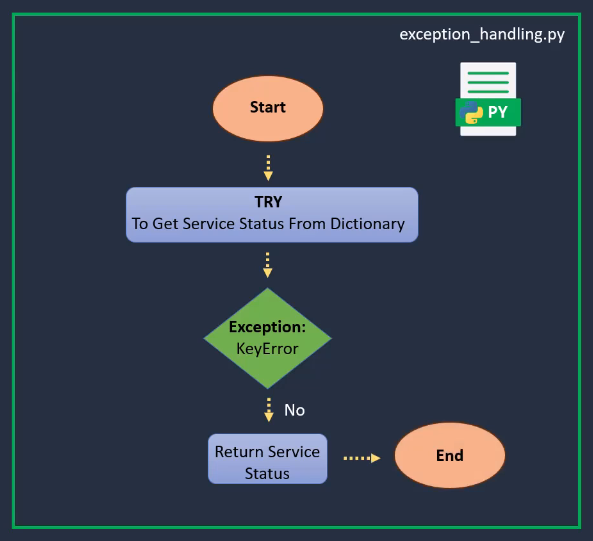 exception_handling.py
PY
Start
TRY
To Get Service Status From Dictionary
Exception:
KeyError
No
Return Service
Status
End